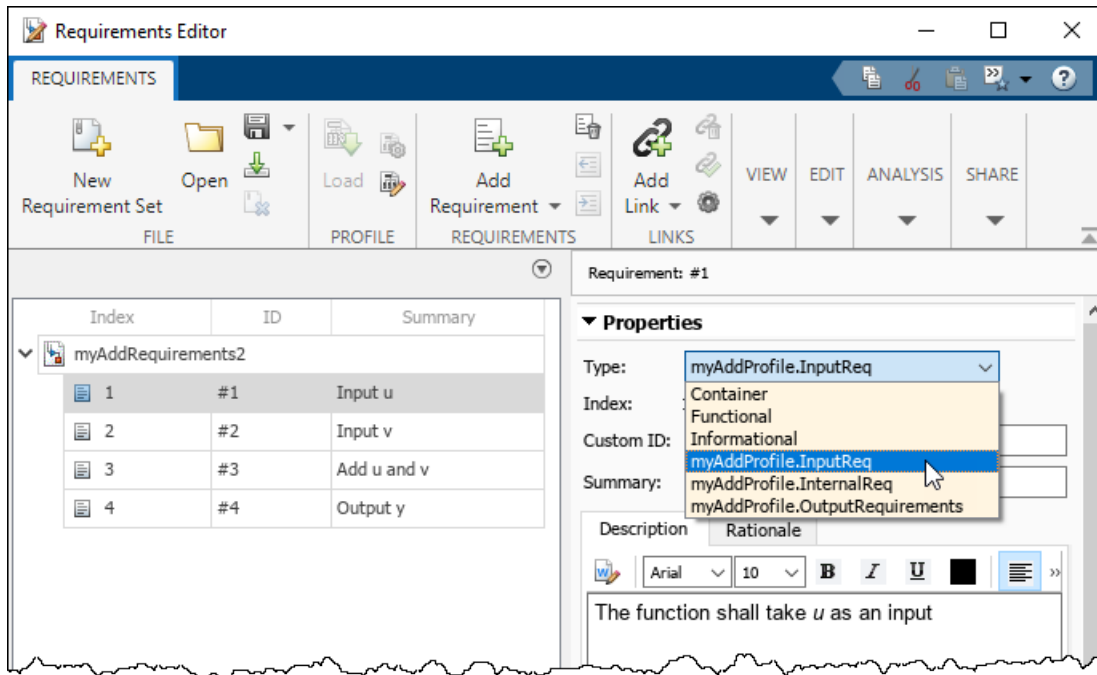 Requirements Editor
REQUIREMENTS
New
Requirement Set
Open
Load
Add
Requirement
Add
Link
VIEW
EDIT
ANALYSIS
SHARE
FILE
PROFILE
REQUIREMENTS
LINKS
Index ID Summary
myAddRequirements2
1 #1 Input u
2 #2 Input v
3 #3 Add u and v
4 #4 Output y
Requirement: #1
Properties
Type: myAddProfile.InputReq
Index:
Custom ID:
Summary:
Container
Functional
Informational
myAddProfile.InputReq
myAddProfile.InternalReq
myAddProfile.OutputRequirements
Description Rationale
Arial 10 B I U
The function shall take u as an input